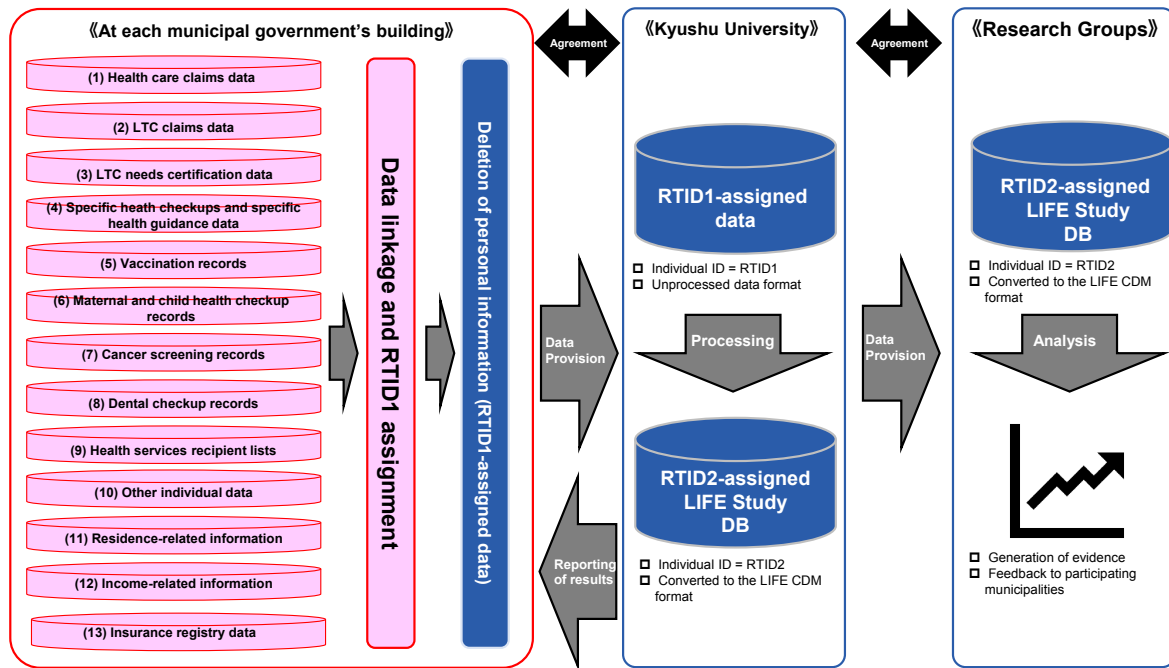 《At each municipal government's building》
(1) Health care claims data
(2) LTC claims data
(3) LTC needs certification data
(4) Specific heath checkups and specific
health guidance data
(5) Vaccination records
(6) Maternal and child health checkup
records
(7) Cancer screening records
(8) Dental checkup records
(9) Health services recipient lists
(10) Other individual data
(11) Residence-related information
(12) Income-related information
(13) Insurance registry data
Data linkage and RTID1 assignment
Deletion of personal information (RTID1-assigned data)
Agreement
Data
Provision
Reporting
of results
《Kyushu University》
RTID1-assigned
data
Individual ID = RTID1
Unprocessed data format
Processing
RTID2-assigned
LIFE Study
DB
Individual ID = RTID2
Converted to the LIFE CDM
format
Agreement
Data
Provision
《Research Groups》
RTID2-assigned
LIFE Study
DB
Individual ID = RTID2
Converted to the LIFE CDM
format
Analysis
Generation of evidence
Feedback to participating
municipalities